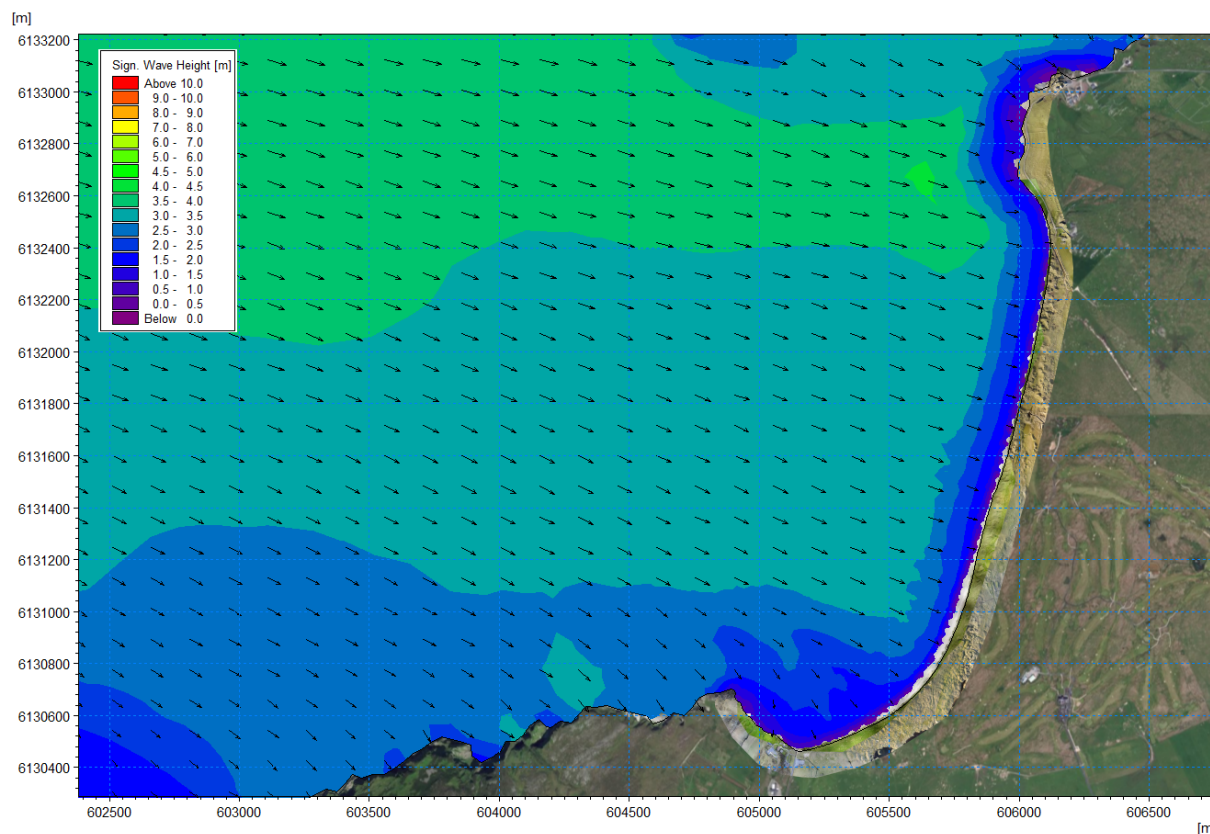 [m]
6133200
6133000
6132800
6132600
6132400
6132200
6132000
6131800
6131600
6131400
6131200
6131000
6130800
6130600
6130400
Sign. Wave Height [m]
Above 10.0
9.0 - 10.0
8.0 - 9.0
7.0 - 8.0
6.0 - 7.0
5.0 - 6.0
4.5 - 5.0
4.0 - 4.5
3.5 - 4.0
3.0 - 3.5
2.5 - 3.0
2.0 - 2.5
1.5 - 2.0
1.0 - 1.5
0.5 - 1.0
0.0 - 0.5
Below 0.0
602500 603000 603500 604000 604500 605000 605500 606000 606500
[m]